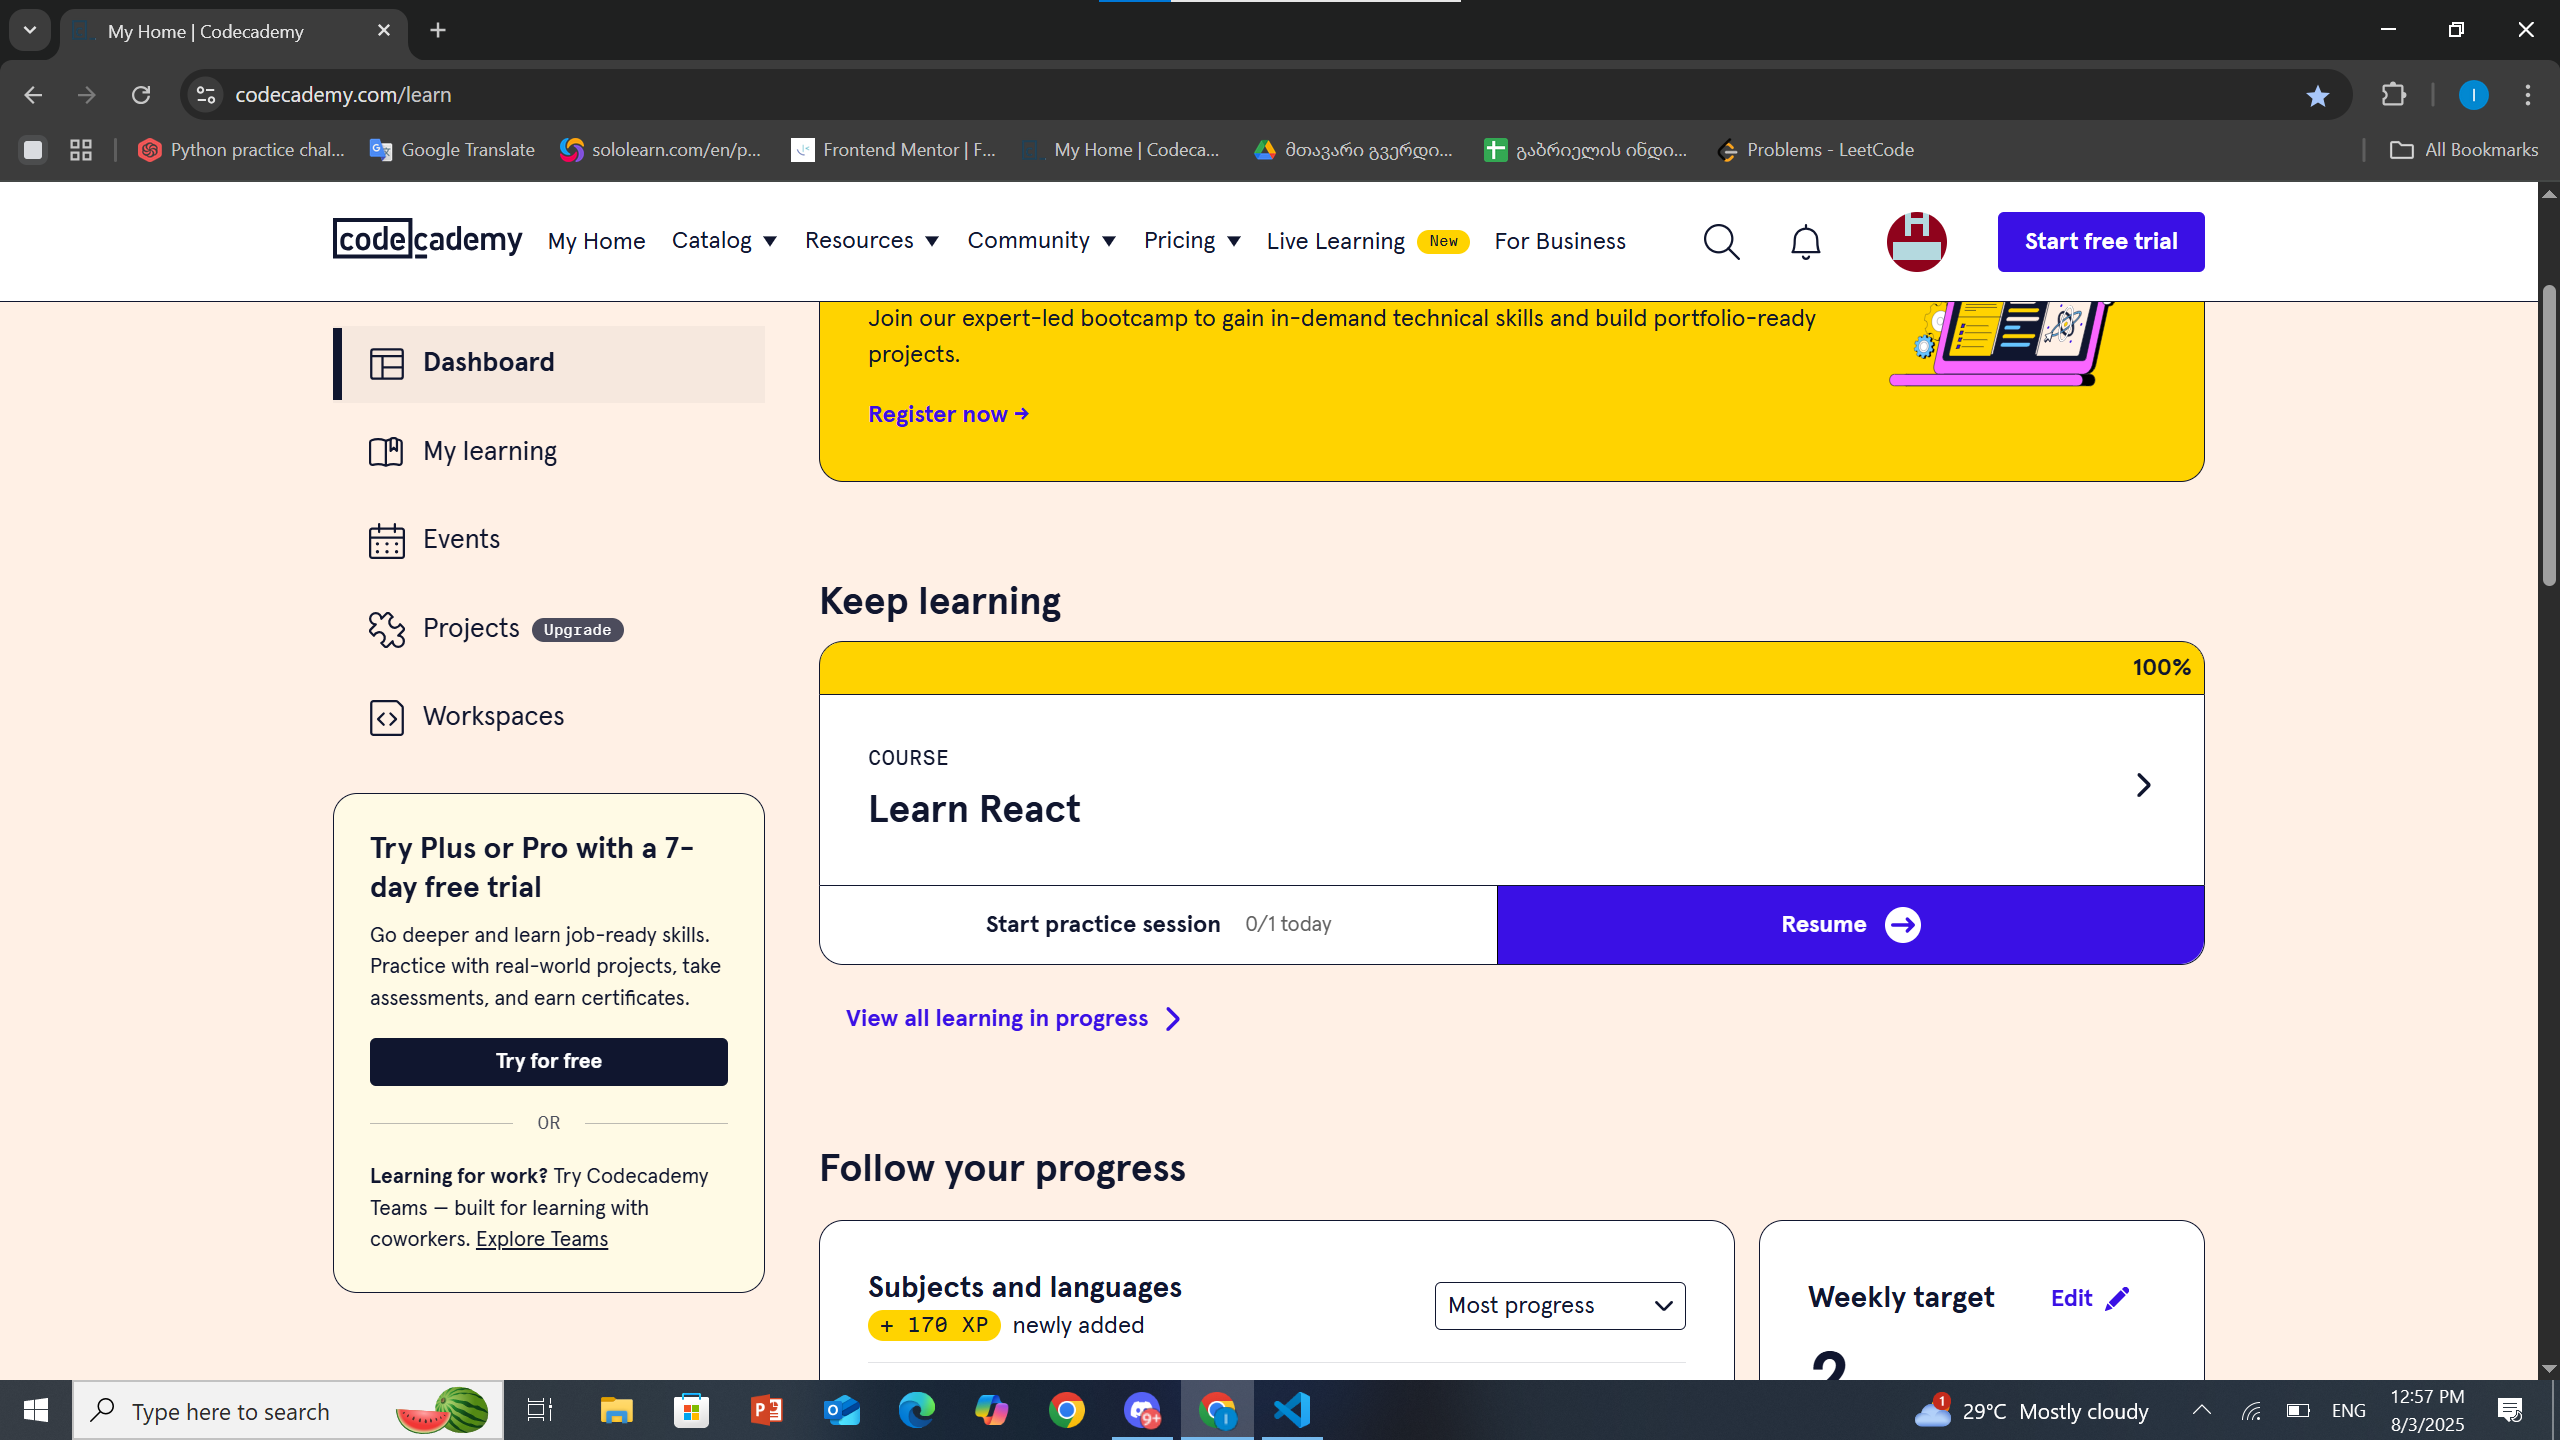 My Home | Codecademy
codecademy.com/learn
Python practice chal...
Google Translate
sololearn.com/en/p...
Frontend Mentor | F...
My Home | Codeca...
მთავარი გვერდი...
გაბრიელის ინდი...
Problems - LeetCode
All Bookmarks
I
codecademy
My Home
Catalog
Resources
Community
Pricing
Live Learning New
For Business
Start free trial
Dashboard
My learning
Events
Projects Upgrade
Workspaces
Try Plus or Pro with a 7-
day free trial
Go deeper and learn job-ready skills.
Practice with real-world projects, take
assessments, and earn certificates.
Try for free
OR
Learning for work? Try Codecademy
Teams — built for learning with
coworkers. Explore Teams
Join our expert-led bootcamp to gain in-demand technical skills and build portfolio-ready
projects.
Register now →
Keep learning
100%
COURSE
Learn React
Start practice session 0/1 today
Resume
View all learning in progress
Follow your progress
Subjects and languages
+ 170 XP newly added
Most progress
Weekly target
Edit
2
Type here to search
9+
I
1
29°C Mostly cloudy
ENG
12:57 PM
8/3/2025